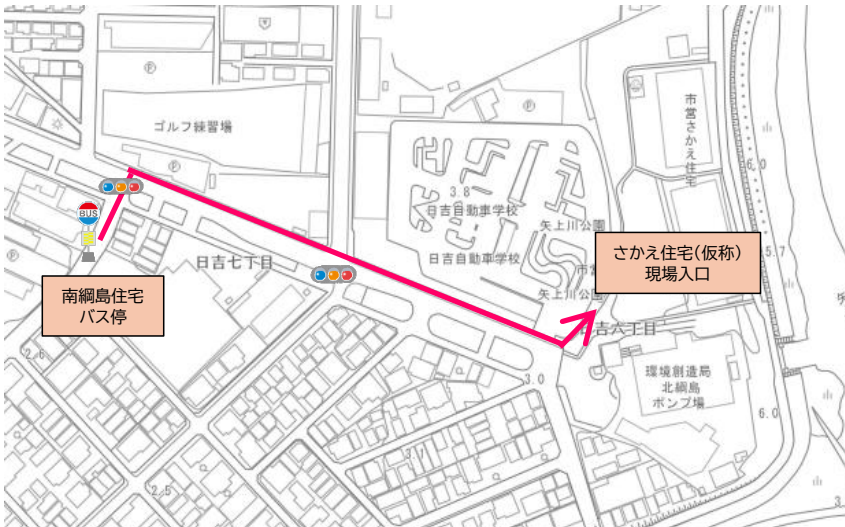 Ⓟ
ゴルフ練習場
Ⓟ
Ⓟ
Ⓟ
BUS
南綱島住宅
バス停
日吉七丁目
3.8
日吉自動車学校
日吉自動車学校
矢上川公園
矢上川公園
市営さかえ住宅
6.0
さかえ住宅(仮称)
現場入口
5.7
吉六丁目
環境創造局
北綱島
ポンプ場
6.0
3.0
3.1
2.6
2.5
3.